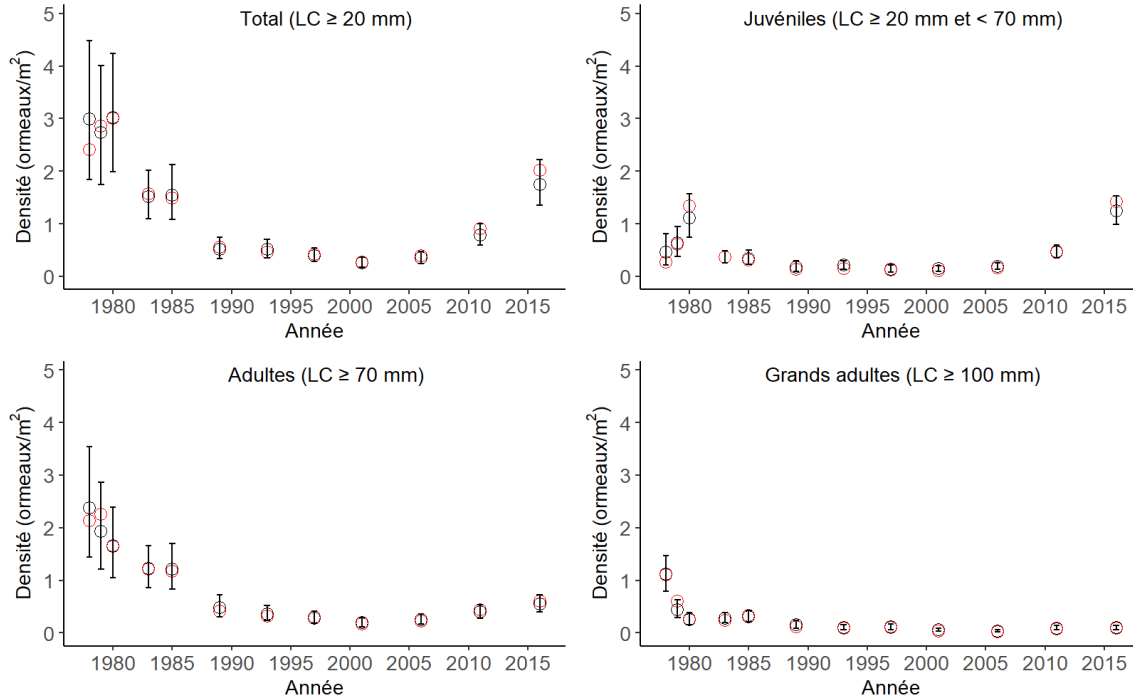 Total (LC ≥ 20 mm)
Densité (ormeaux/m²)
5
4
3
2
1
0
1980 1985 1990 1995 2000 2005 2010 2015
Année
Juvéniles (LC ≥ 20 mm et < 70 mm)
Densité (ormeaux/m²)
5
4
3
2
1
0
1980 1985 1990 1995 2000 2005 2010 2015
Année
Adultes (LC ≥ 70 mm)
Densité (ormeaux/m²)
5
4
3
2
1
0
1980 1985 1990 1995 2000 2005 2010 2015
Année
Grands adultes (LC ≥ 100 mm)
Densité (ormeaux/m²)
5
4
3
2
1
0
1980 1985 1990 1995 2000 2005 2010 2015
Année